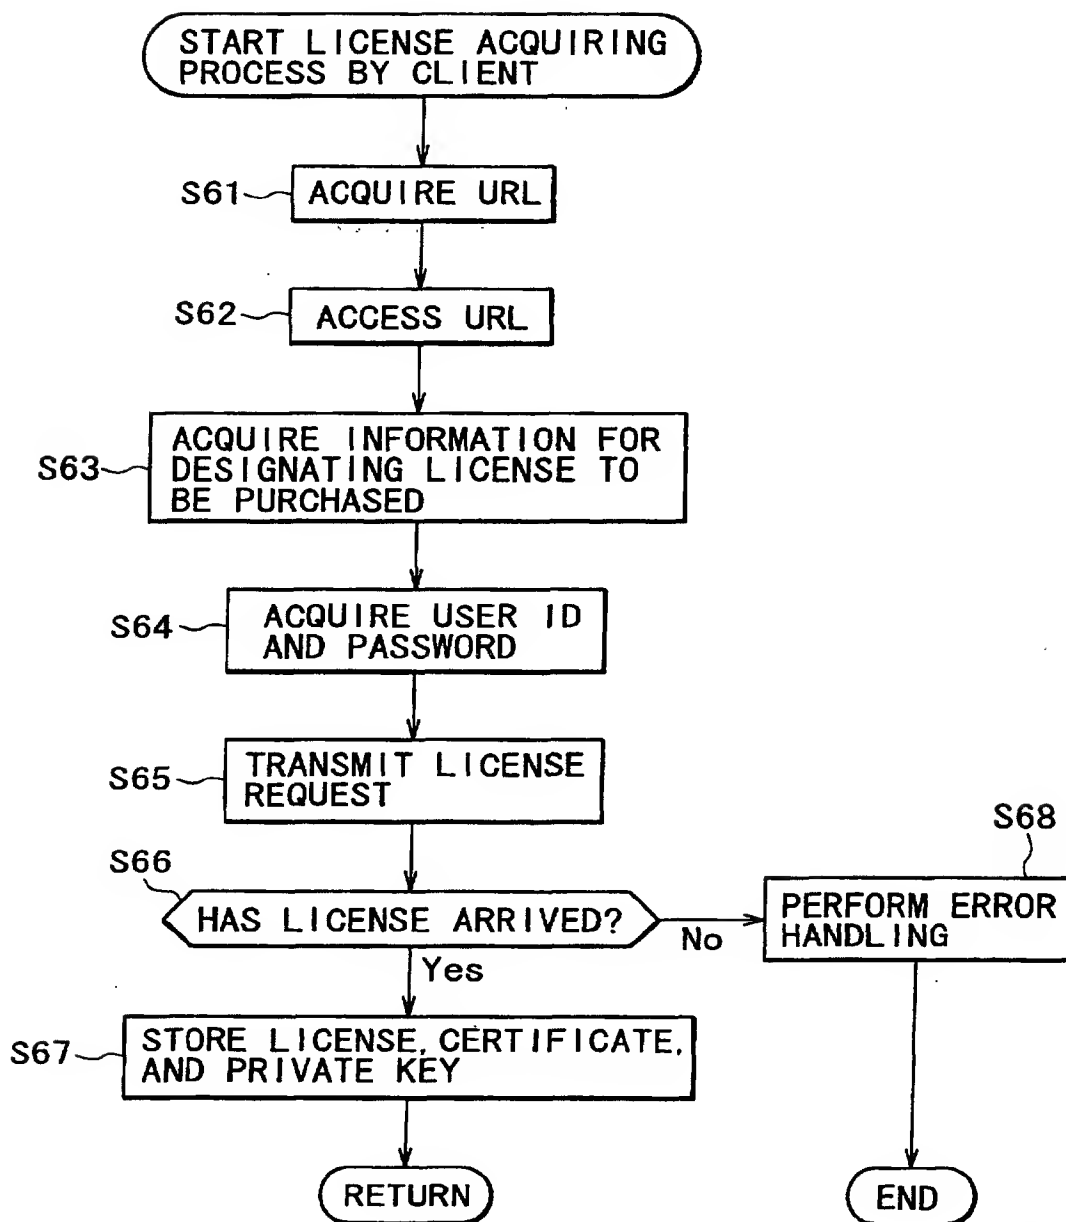 START LICENSE ACQUIRING
PROCESS BY CLIENT
S61
ACQUIRE URL
S62
ACCESS URL
S63
ACQUIRE INFORMATION FOR
DESIGNATING LICENSE TO
BE PURCHASED
S64
ACQUIRE USER ID
AND PASSWORD
S65
TRANSMIT LICENSE
REQUEST
S66
HAS LICENSE ARRIVED?
No
S68
PERFORM ERROR
HANDLING
Yes
S67
STORE LICENSE, CERTIFICATE,
AND PRIVATE KEY
RETURN
END